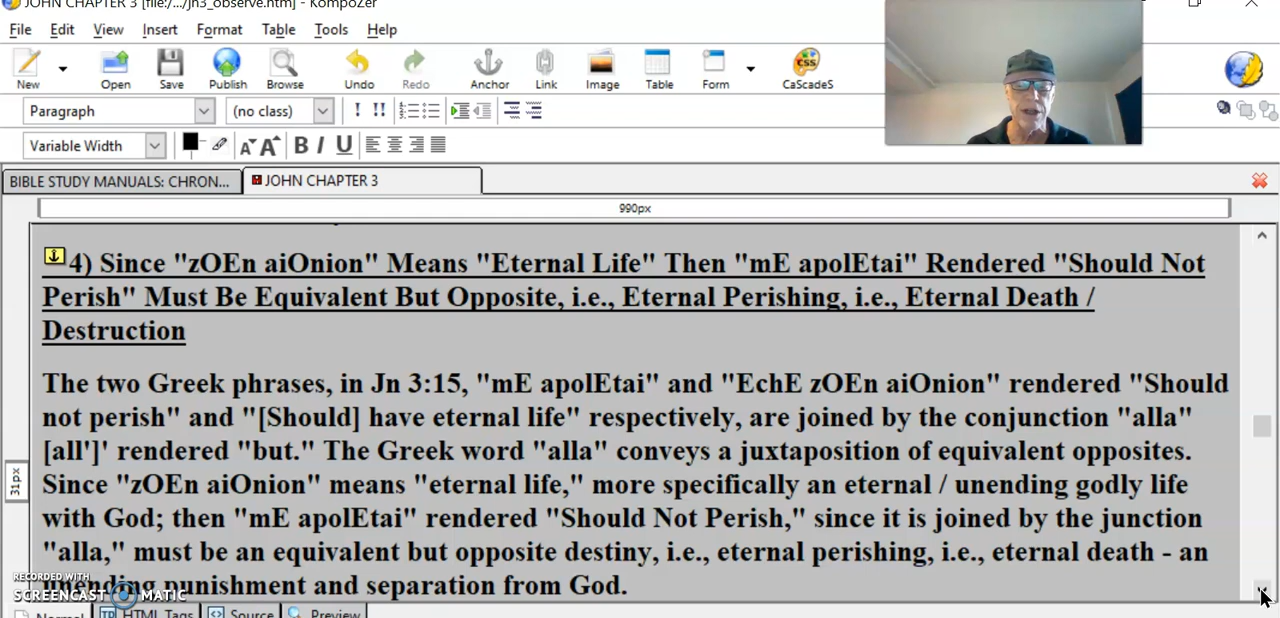 JOHN CHAPTER 3 [file:/.../jn3_observe.htm] - KompoZer
File Edit View Insert Format Table Tools Help
New Open Save Publish Browse Undo Redo Anchor Link Image Table Form CaScadeS
Paragraph (no class) ! !!
Variable Width A A B I U
BIBLE STUDY MANUALS: CHRON... JOHN CHAPTER 3
990px
4) Since "zOEn aiOnion" Means "Eternal Life" Then "mE apolEtai" Rendered "Should Not
Perish" Must Be Equivalent But Opposite, i.e., Eternal Perishing, i.e., Eternal Death /
Destruction
The two Greek phrases, in Jn 3:15, "mE apolEtai" and "EchE zOEn aiOnion" rendered "Should
not perish" and "[Should] have eternal life" respectively, are joined by the conjunction "alla"
[all']' rendered "but." The Greek word "alla" conveys a juxtaposition of equivalent opposites.
31px
Since "zOEn aiOnion" means "eternal life," more specifically an eternal / unending godly life
with God; then "mE apolEtai" rendered "Should Not Perish," since it is joined by the junction
"alla," must be an equivalent but opposite destiny, i.e., eternal perishing, i.e., eternal death - an
unending punishment and separation from God.
RECORDED WITH
SCREENCAST MATIC
Normal HTML Tags Source Preview